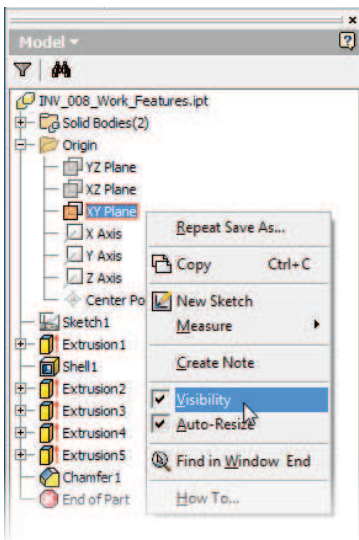 Model
INV_008_Work_Features.ipt
Solid Bodies(2)
Origin
YZ Plane
XZ Plane
XY Plane
X Axis
Y Axis
Z Axis
Center Po
Sketch1
Extrusion1
Shell1
Extrusion2
Extrusion3
Extrusion4
Extrusion5
Chamfer1
End of Part
Repeat Save As...
Copy Ctrl+C
New Sketch
Measure
Create Note
Visibility
Auto-Resize
Find in Window End
How To...